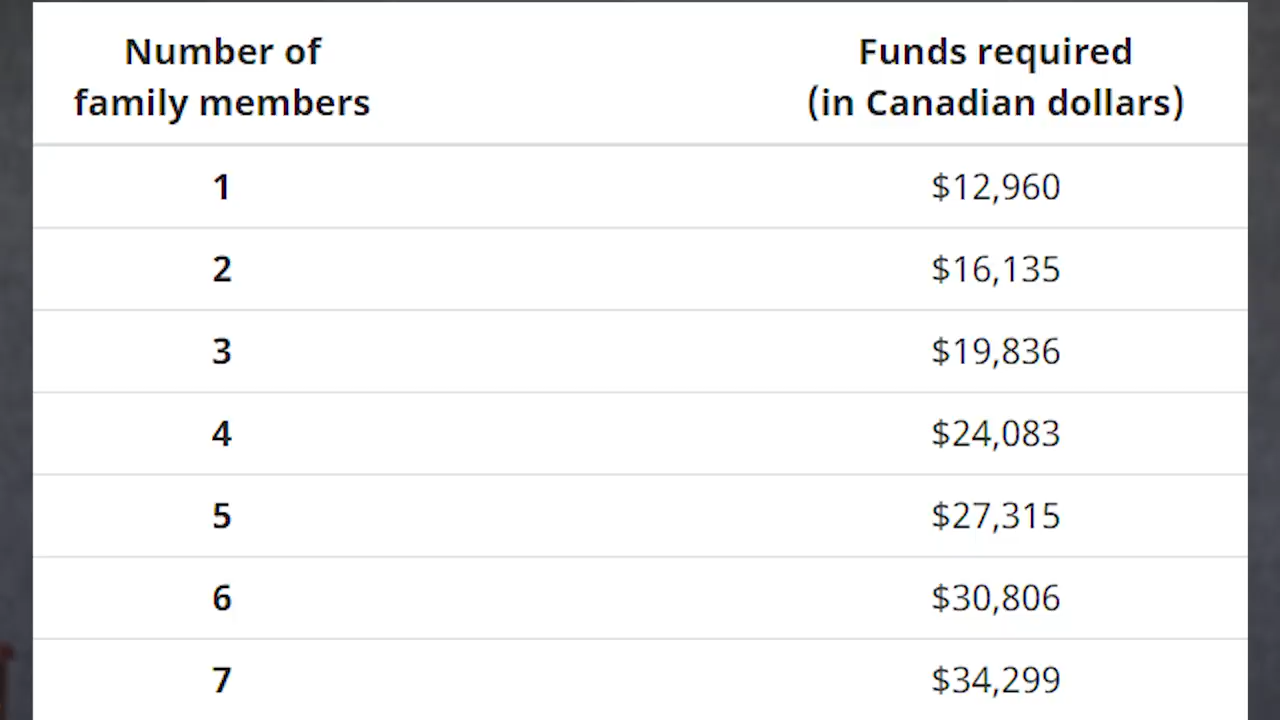 Number of
family members
Funds required
(in Canadian dollars)
1 $12,960
2 $16,135
3 $19,836
4 $24,083
5 $27,315
6 $30,806
7 $34,299